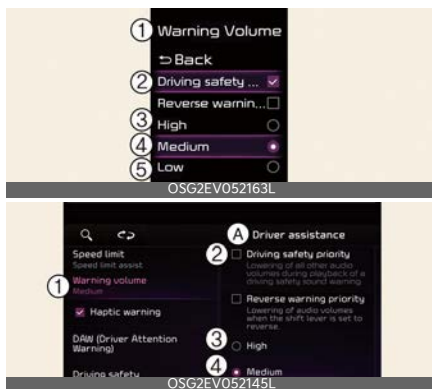 ① Warning Volume
Back
② Driving safety ...
Reverse warnin...
③ High
④ Medium
⑤ Low
OSG2EV052163L
Ⓐ Driver assistance
Speed limit
Speed limit assist
① Warning volume
Medium
Haptic warning
DAW (Driver Attention
Warning)
Driving safety
② Driving safety priority
Lowering of all other audio
volumes during playback of a
driving safety sound warning.
Reverse warning priority
Lowering of audio volumes
when the shift lever is set to
reverse.
③ High
④ Medium
OSG2EV052145L